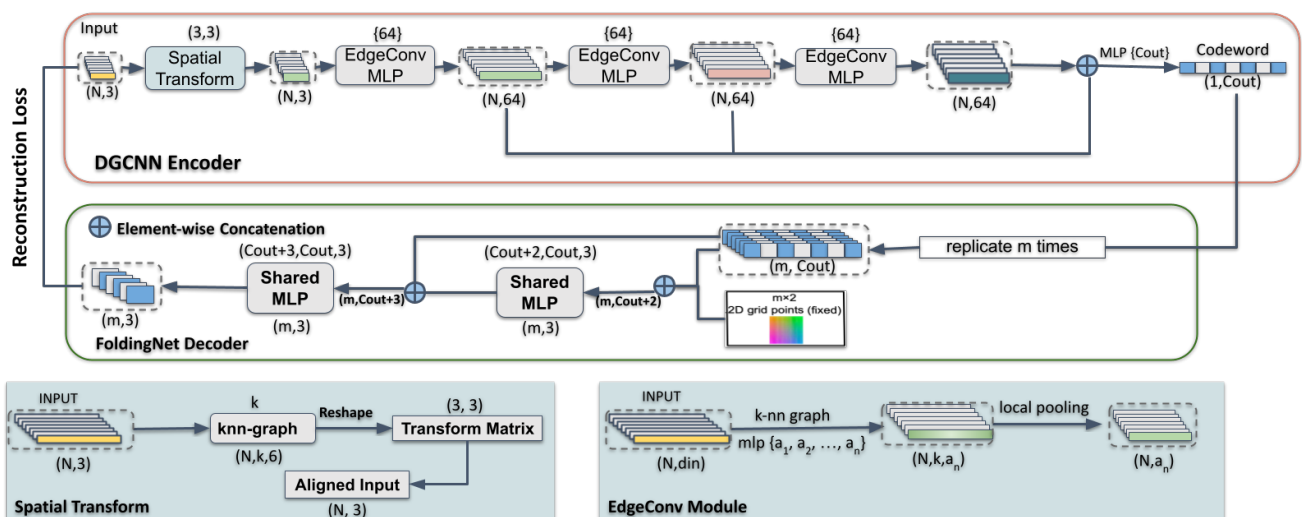 Input
(3,3)
Spatial
Transform
(N,3)
(N,3)
{64}
EdgeConv
MLP
(N,64)
{64}
EdgeConv
MLP
(N,64)
{64}
EdgeConv
MLP
(N,64)
MLP {Cout}
Codeword
(1,Cout)
DGCNN Encoder
Reconstruction Loss
Element-wise Concatenation
replicate m times
(m, Cout)
m×2
2D grid points (fixed)
(m,Cout+2)
(Cout+2,Cout,3)
Shared
MLP
(m,3)
(m,Cout+3)
(Cout+3,Cout,3)
Shared
MLP
(m,3)
(m,3)
FoldingNet Decoder
INPUT
(N,3)
k
knn-graph
(N,k,6)
Reshape
(3, 3)
Transform Matrix
Aligned Input
(N, 3)
Spatial Transform
INPUT
(N,din)
k-nn graph
mlp {a₁, a₂, ..., aₙ}
(N,k,aₙ)
local pooling
(N,aₙ)
EdgeConv Module